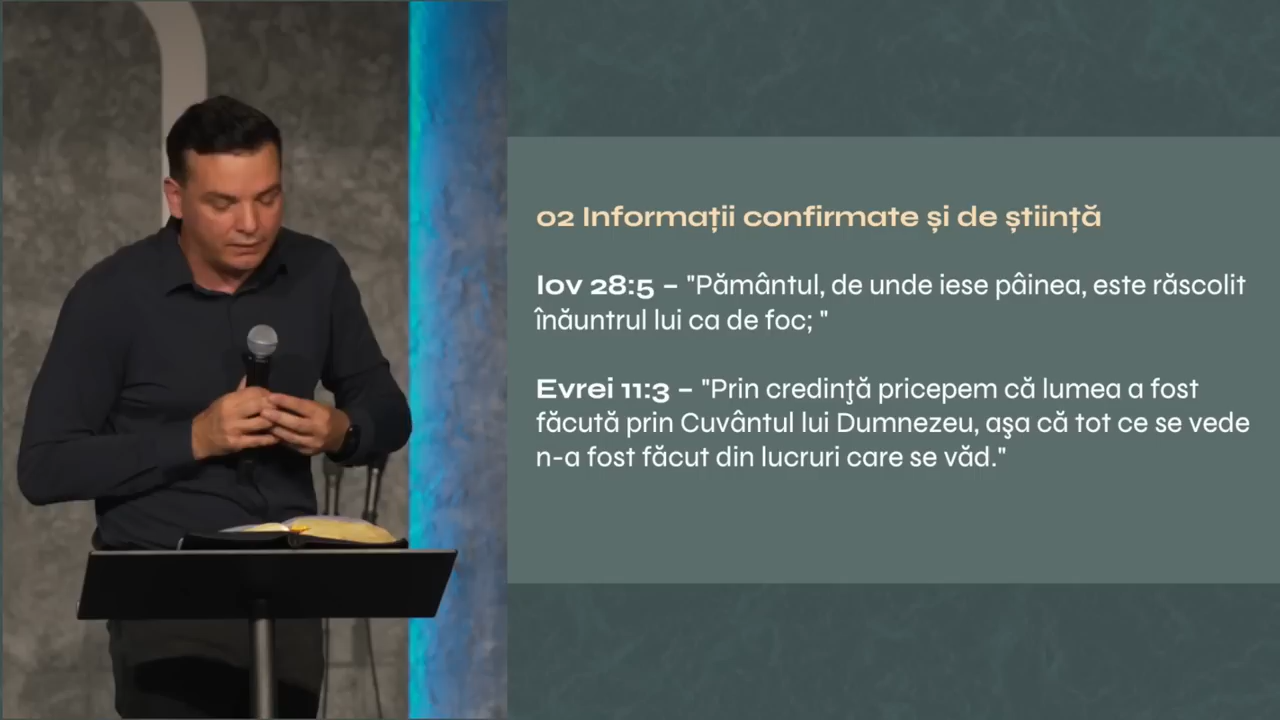 02 Informații confirmate și de știință
Iov 28:5 – "Pământul, de unde iese pâinea, este răscolit
înăuntrul lui ca de foc; "
Evrei 11:3 – "Prin credinţă pricepem că lumea a fost
făcută prin Cuvântul lui Dumnezeu, aşa că tot ce se vede
n-a fost făcut din lucruri care se văd."